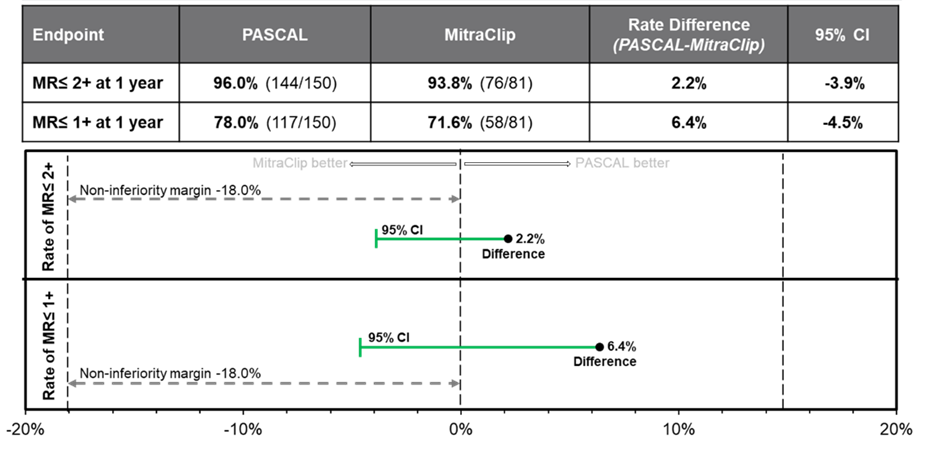 Endpoint PASCAL MitraClip Rate Difference (PASCAL-MitraClip) 95% CI
MR≤ 2+ at 1 year 96.0% (144/150) 93.8% (76/81) 2.2% -3.9%
MR≤ 1+ at 1 year 78.0% (117/150) 71.6% (58/81) 6.4% -4.5%
MitraClip better PASCAL better
Rate of MR≤ 2+
Non-inferiority margin -18.0%
95% CI
2.2%
Difference
Rate of MR≤ 1+
95% CI
6.4%
Difference
Non-inferiority margin -18.0%
-20% -10% 0% 10% 20%